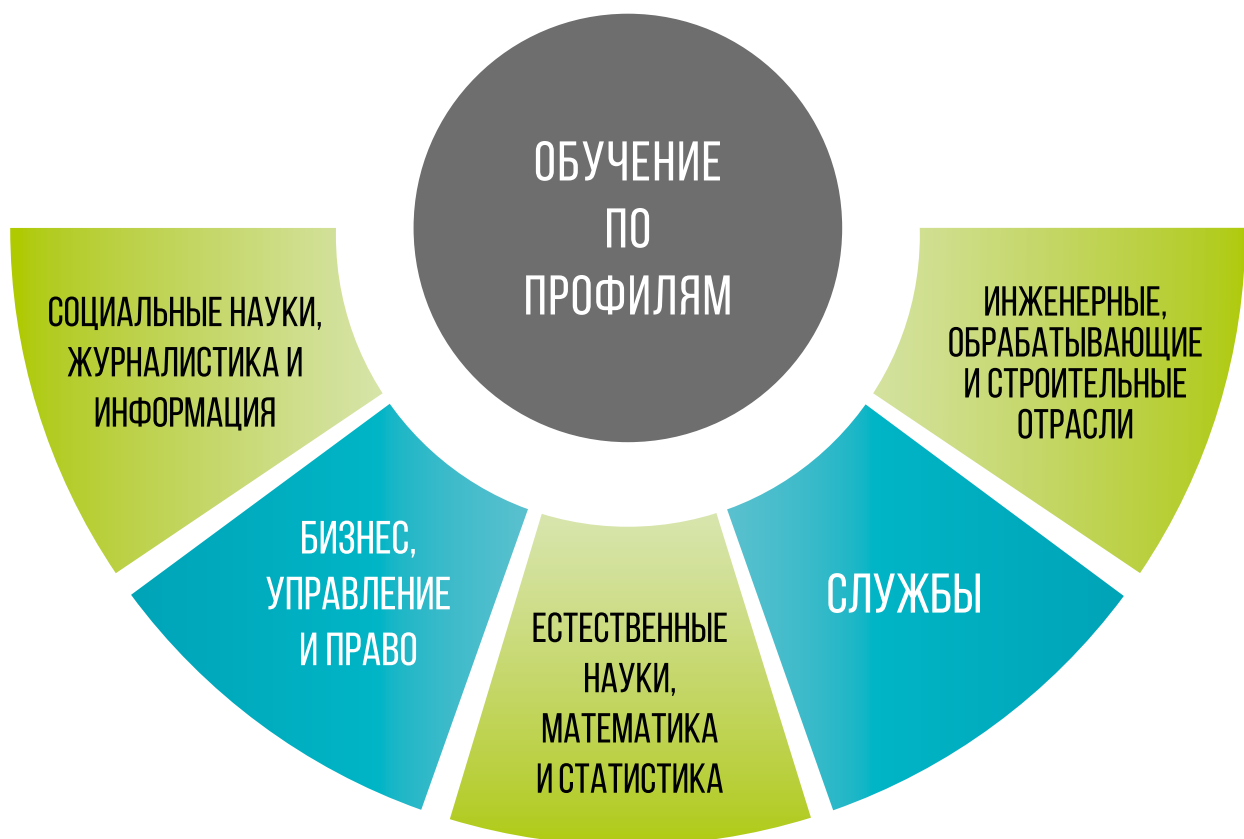 ОБУЧЕНИЕ
ПО
ПРОФИЛЯМ
СОЦИАЛЬНЫЕ НАУКИ,
ЖУРНАЛИСТИКА И
ИНФОРМАЦИЯ
БИЗНЕС,
УПРАВЛЕНИЕ
И ПРАВО
ЕСТЕСТВЕННЫЕ
НАУКИ,
МАТЕМАТИКА
И СТАТИСТИКА
СЛУЖБЫ
ИНЖЕНЕРНЫЕ,
ОБРАБАТЫВАЮЩИЕ
И СТРОИТЕЛЬНЫЕ
ОТРАСЛИ